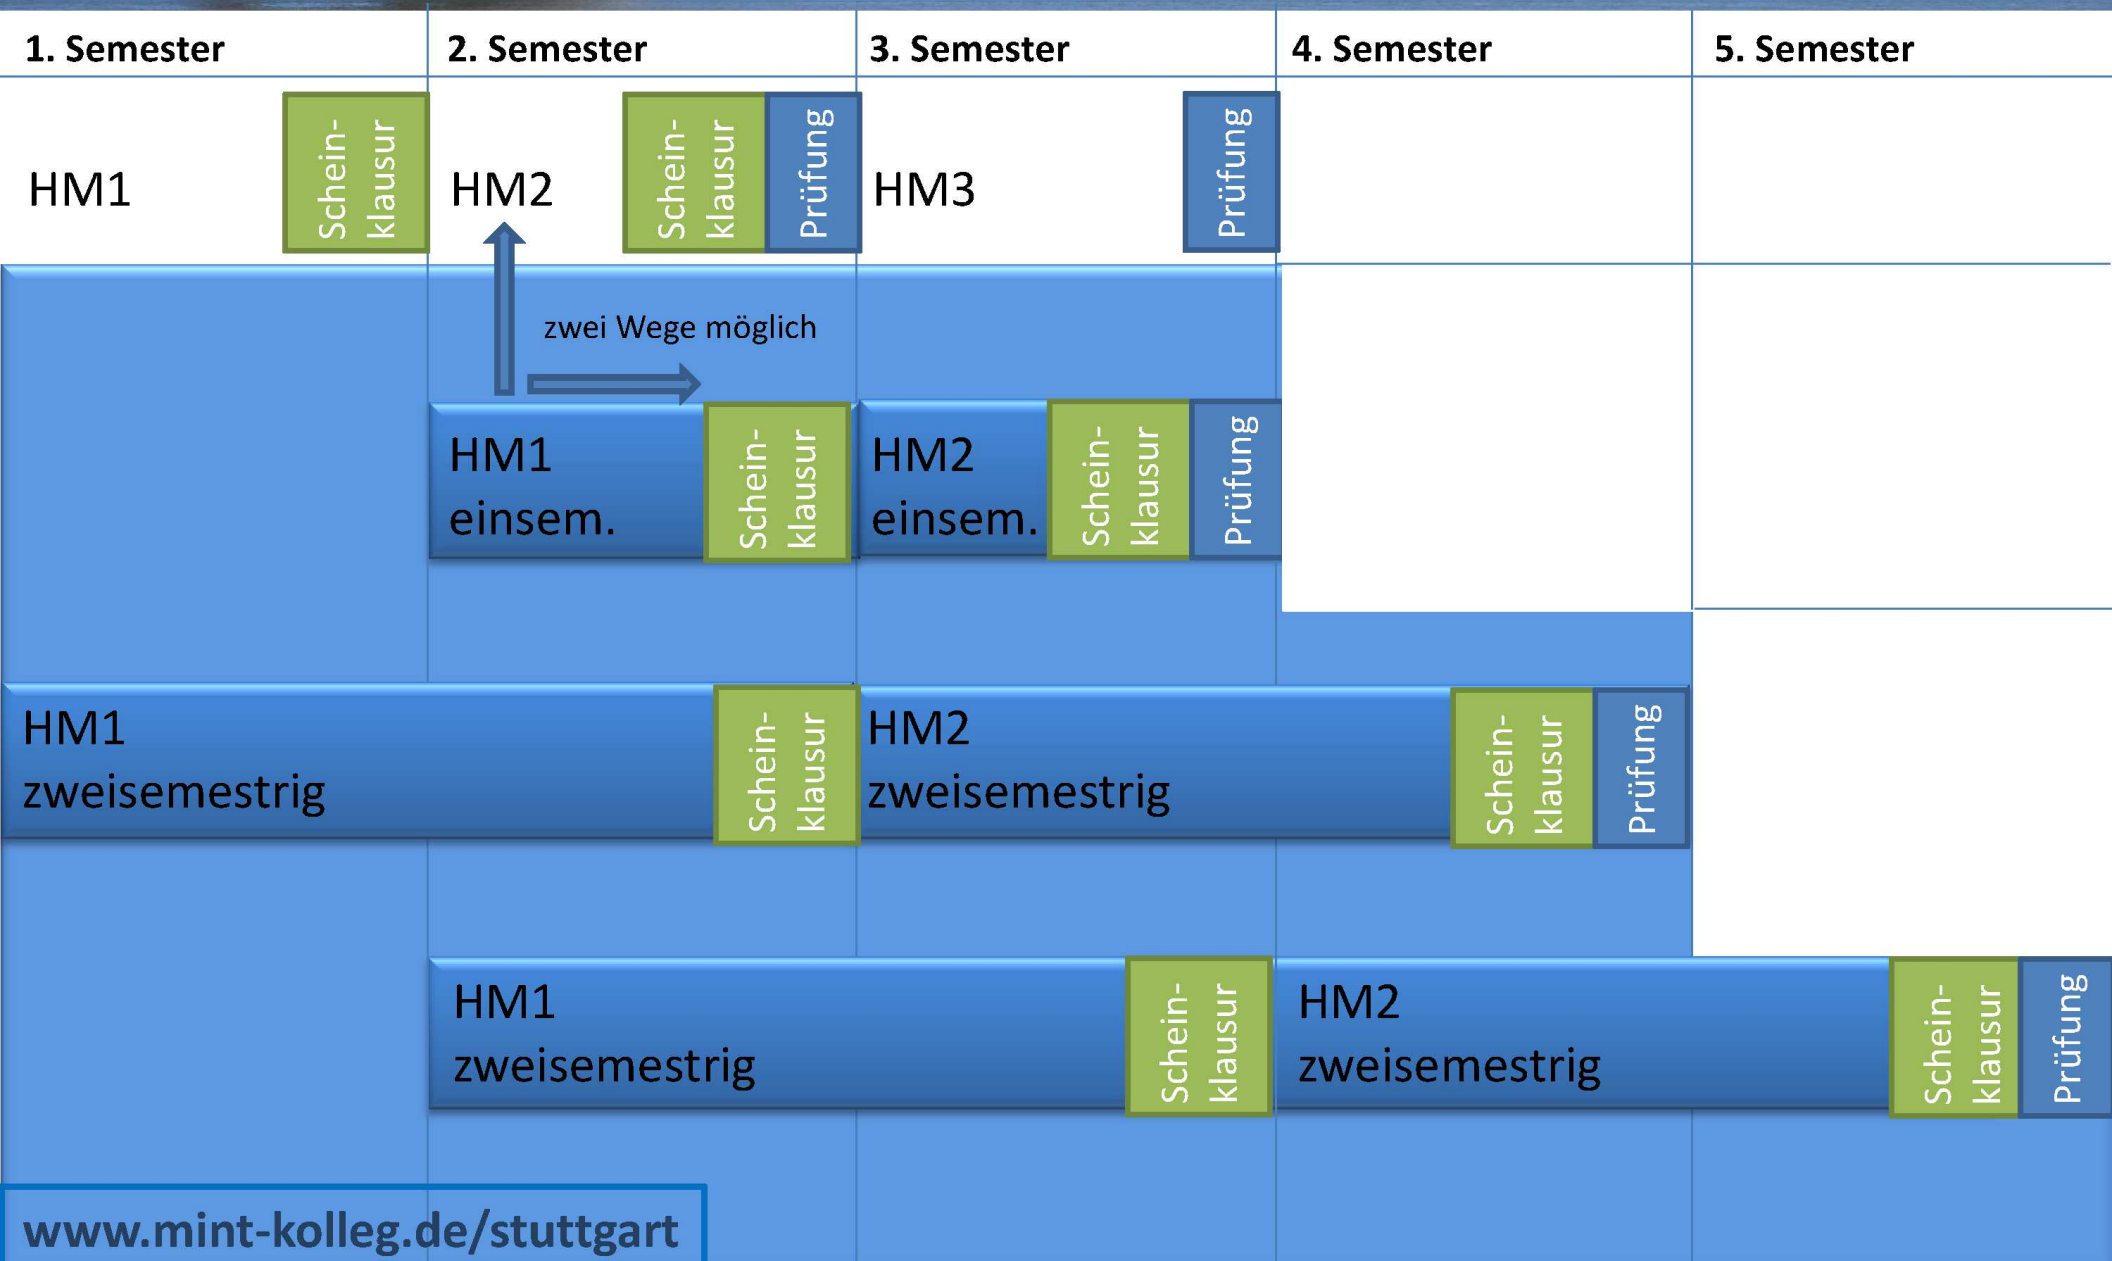 1. Semester
2. Semester
3. Semester
4. Semester
5. Semester
HM1
Schein-
klausur
HM2
Schein-
klausur
Prüfung
HM3
Prüfung
zwei Wege möglich
HM1
einsem.
Schein-
klausur
HM2
einsem.
Schein-
klausur
Prüfung
HM1
zweisemestrig
Schein-
klausur
HM2
zweisemestrig
Schein-
klausur
Prüfung
HM1
zweisemestrig
Schein-
klausur
HM2
zweisemestrig
Schein-
klausur
Prüfung
www.mint-kolleg.de/stuttgart